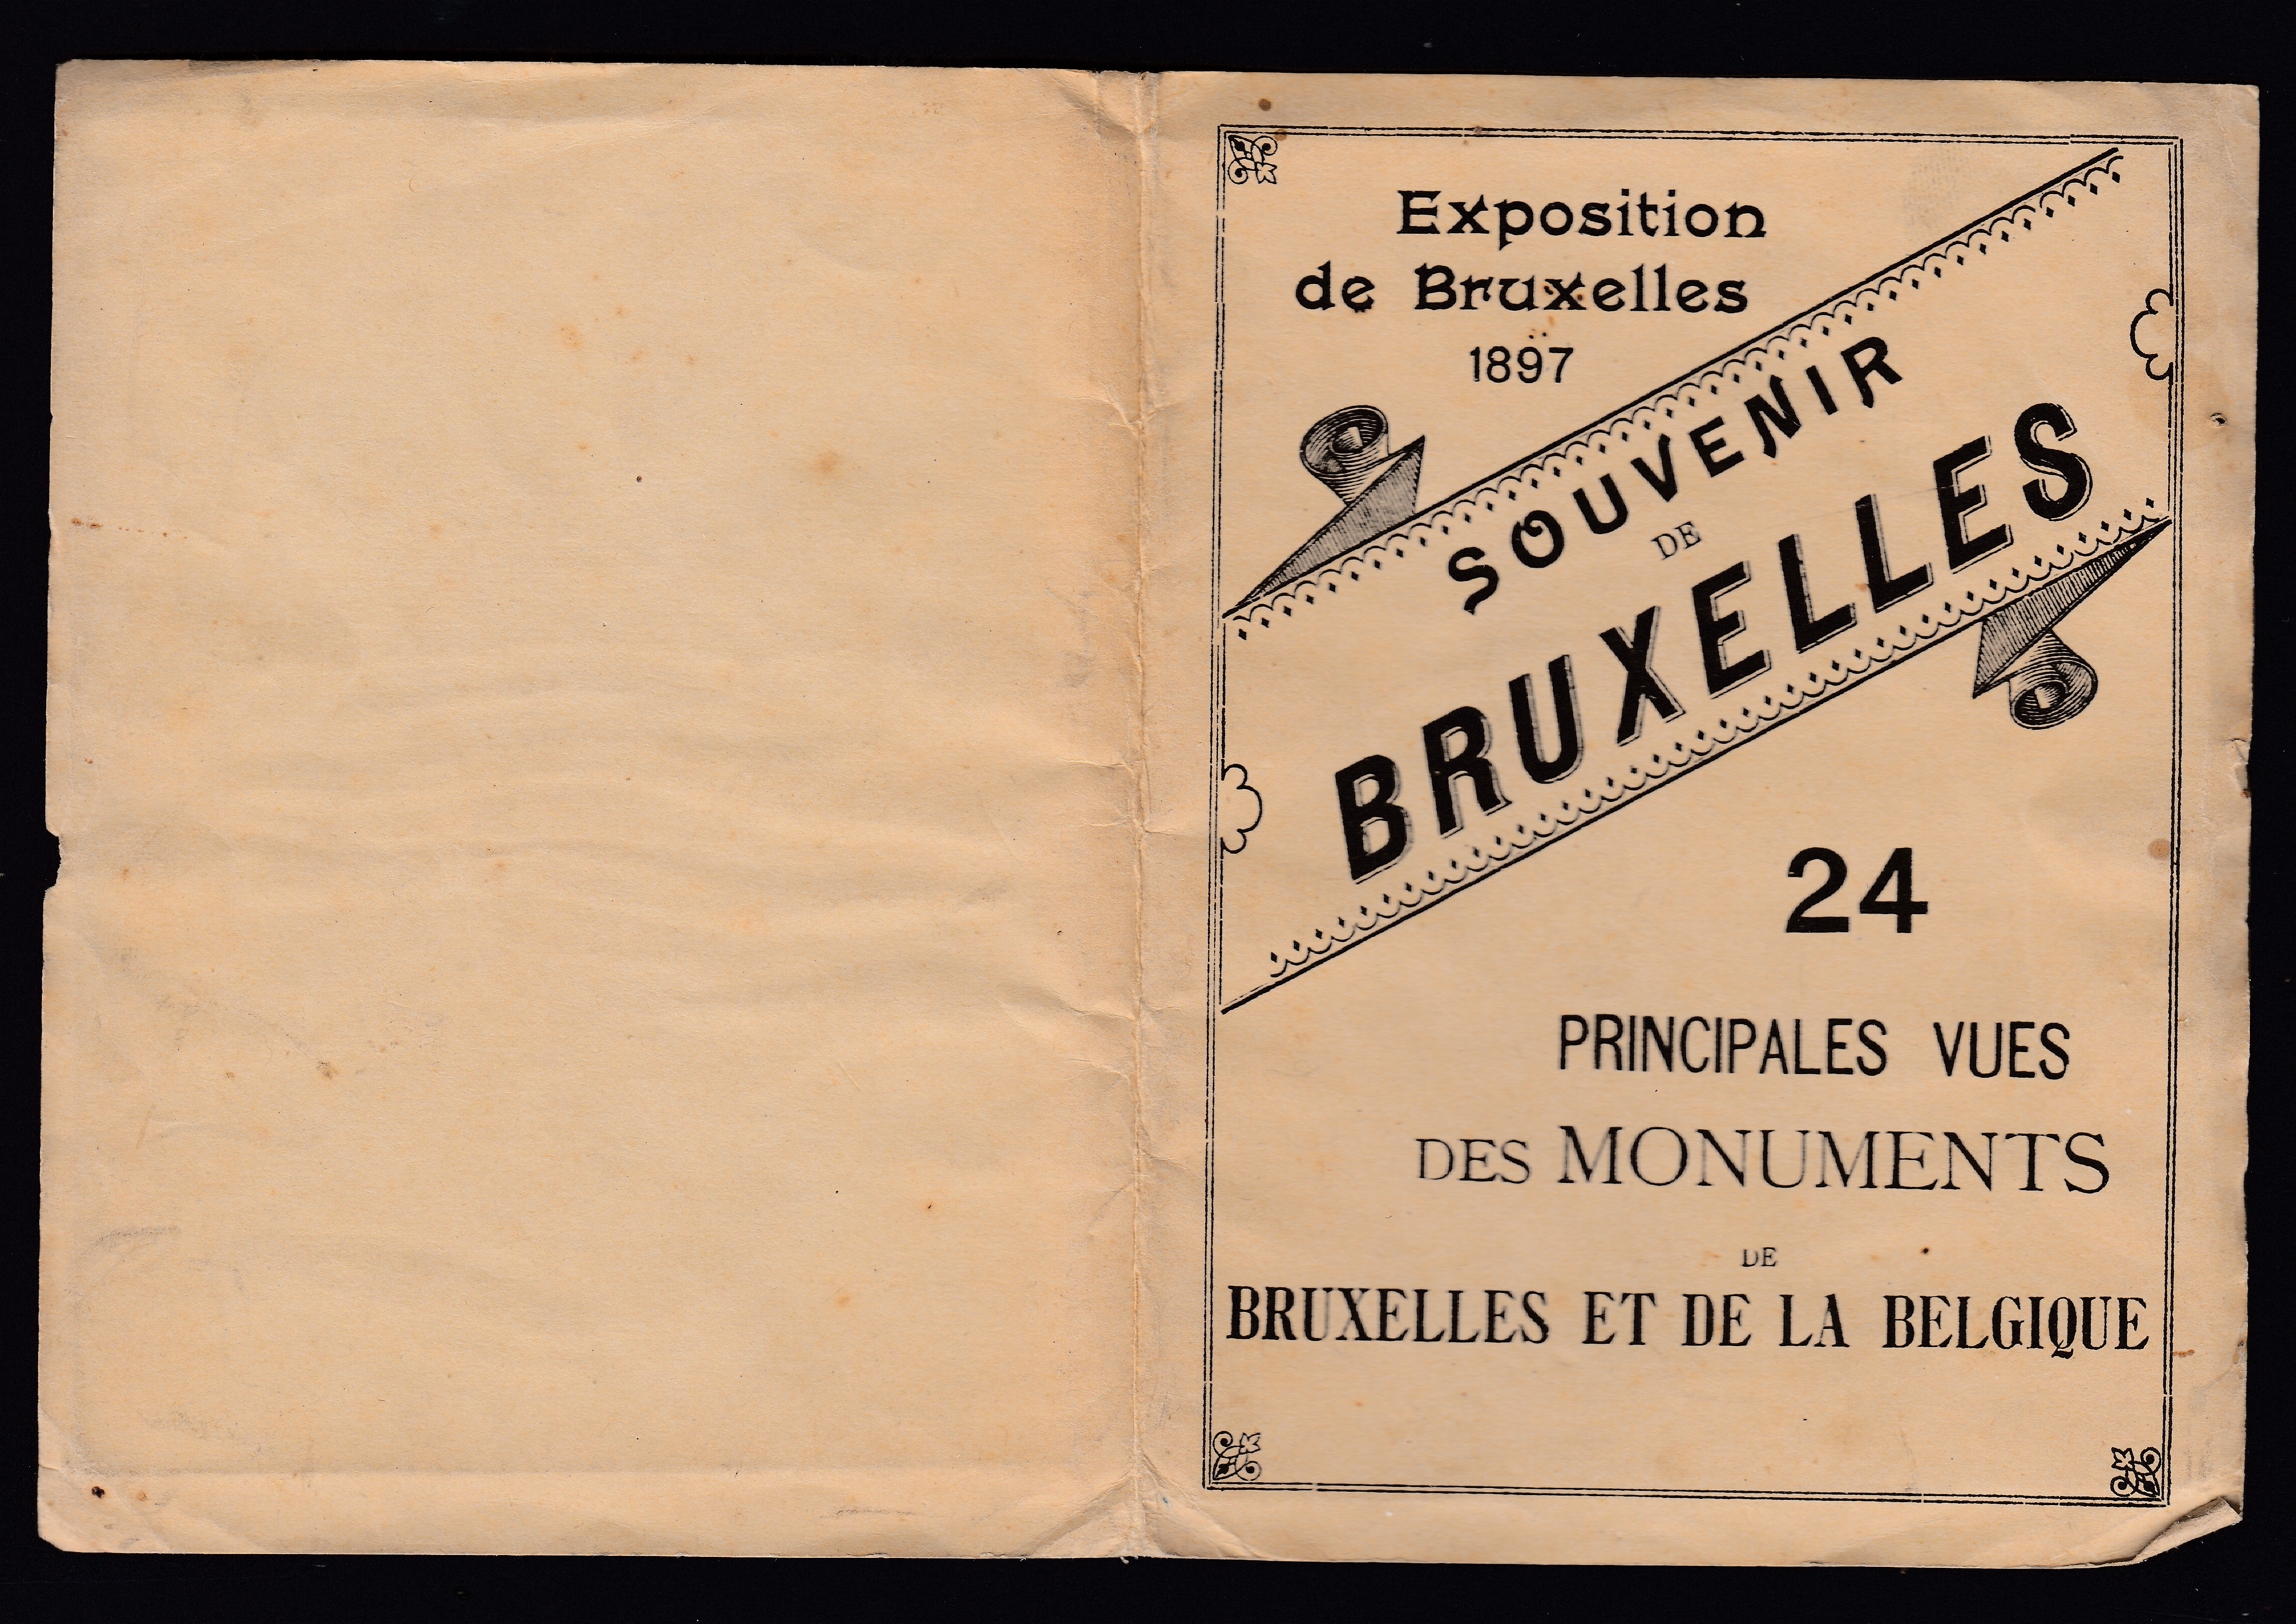 Exposition
de Bruxelles
1897
SOUVENIR
DE
BRUXELLES
24
PRINCIPALES VUES
DES MONUMENTS
DE
BRUXELLES ET DE LA BELGIQUE